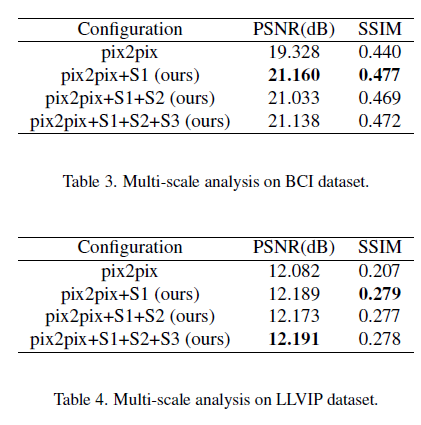 Configuration PSNR(dB) SSIM
pix2pix 19.328 0.440
pix2pix+S1 (ours) 21.160 0.477
pix2pix+S1+S2 (ours) 21.033 0.469
pix2pix+S1+S2+S3 (ours) 21.138 0.472
Table 3. Multi-scale analysis on BCI dataset.
Configuration PSNR(dB) SSIM
pix2pix 12.082 0.207
pix2pix+S1 (ours) 12.189 0.279
pix2pix+S1+S2 (ours) 12.173 0.277
pix2pix+S1+S2+S3 (ours) 12.191 0.278
Table 4. Multi-scale analysis on LLVIP dataset.